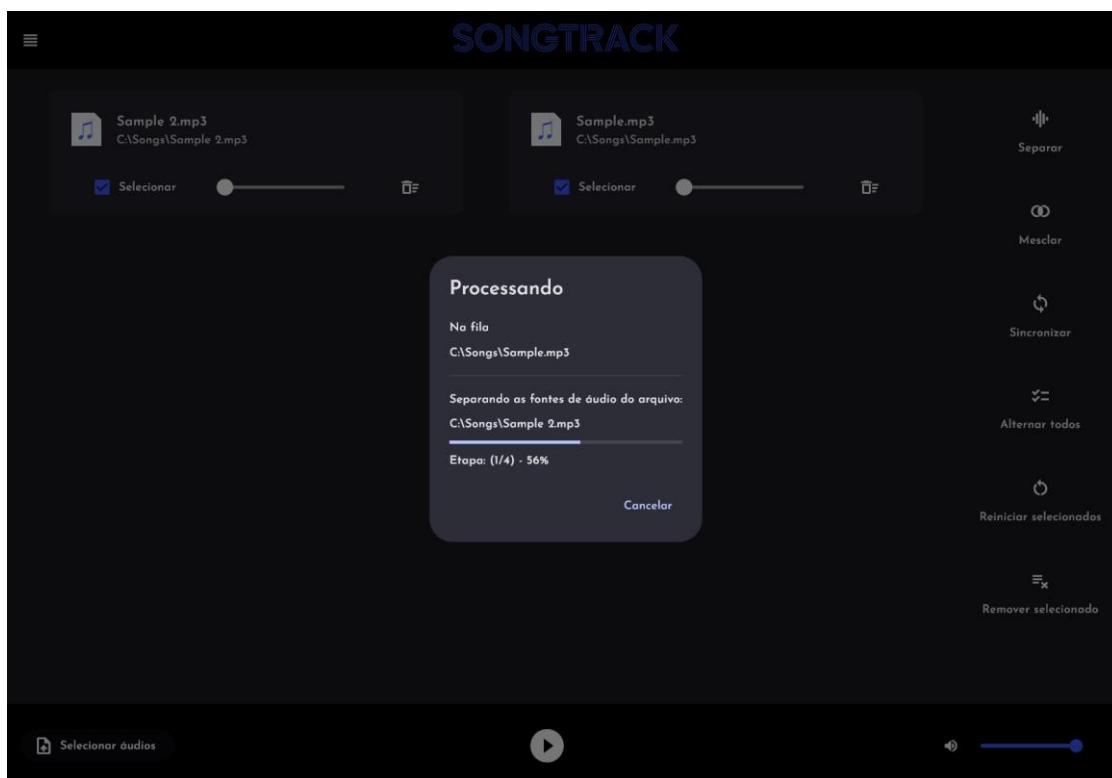 SONGTRACK
Sample 2.mp3
C:\Songs\Sample 2.mp3
Selecionar
Sample.mp3
C:\Songs\Sample.mp3
Selecionar
Separar
Mesclar
Sincronizar
Alternar todos
Reiniciar selecionados
Remover selecionado
Processando
Na fila
C:\Songs\Sample.mp3
Separando as fontes de áudio do arquivo:
C:\Songs\Sample 2.mp3
Etapa: (1/4) - 56%
Cancelar
Selecionar áudios